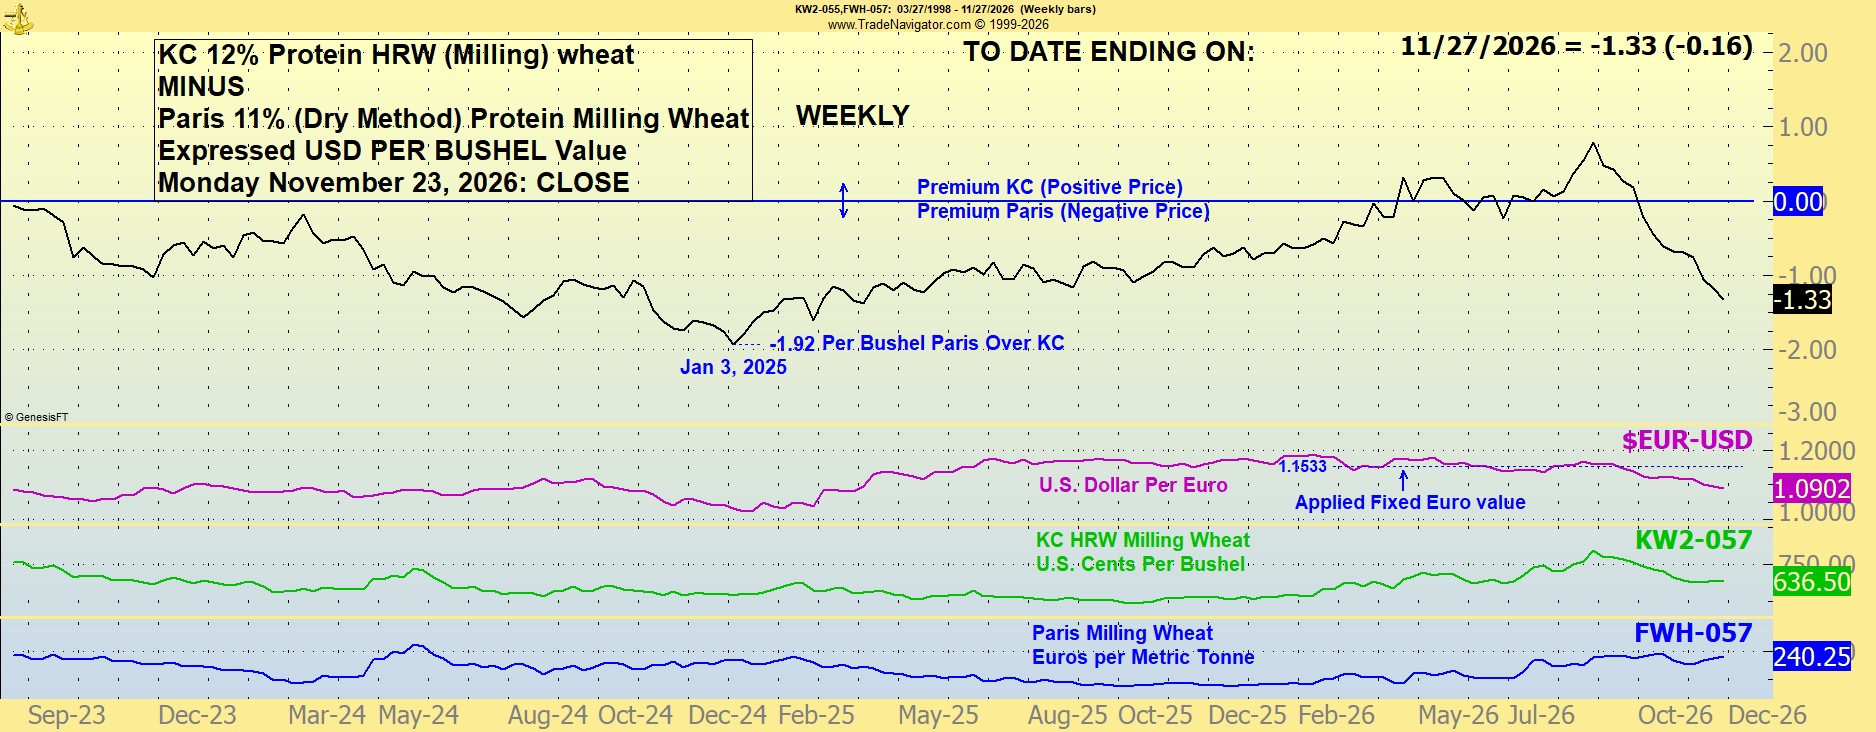 KW2-055,FWH-057: 03/27/1998 - 11/27/2026 (Weekly bars)
www.TradeNavigator.com © 1999-2026
KC 12% Protein HRW (Milling) wheat
MINUS
Paris 11% (Dry Method) Protein Milling Wheat
Expressed USD PER BUSHEL Value
Monday November 23, 2026: CLOSE
WEEKLY
TO DATE ENDING ON:
11/27/2026 = -1.33 (-0.16)
2.00
1.00
Premium KC (Positive Price)
Premium Paris (Negative Price)
0.00
-1.00
-1.33
-1.92 Per Bushel Paris Over KC
Jan 3, 2025
-2.00
-3.00
© GenesisFT
$EUR-USD
1.2000
1.1533
U.S. Dollar Per Euro
Applied Fixed Euro value
1.0902
1.0000
KC HRW Milling Wheat
U.S. Cents Per Bushel
KW2-057
750.00
636.50
Paris Milling Wheat
Euros per Metric Tonne
FWH-057
240.25
Sep-23 Dec-23 Mar-24 May-24 Aug-24 Oct-24 Dec-24 Feb-25 May-25 Aug-25 Oct-25 Dec-25 Feb-26 May-26 Jul-26 Oct-26 Dec-26